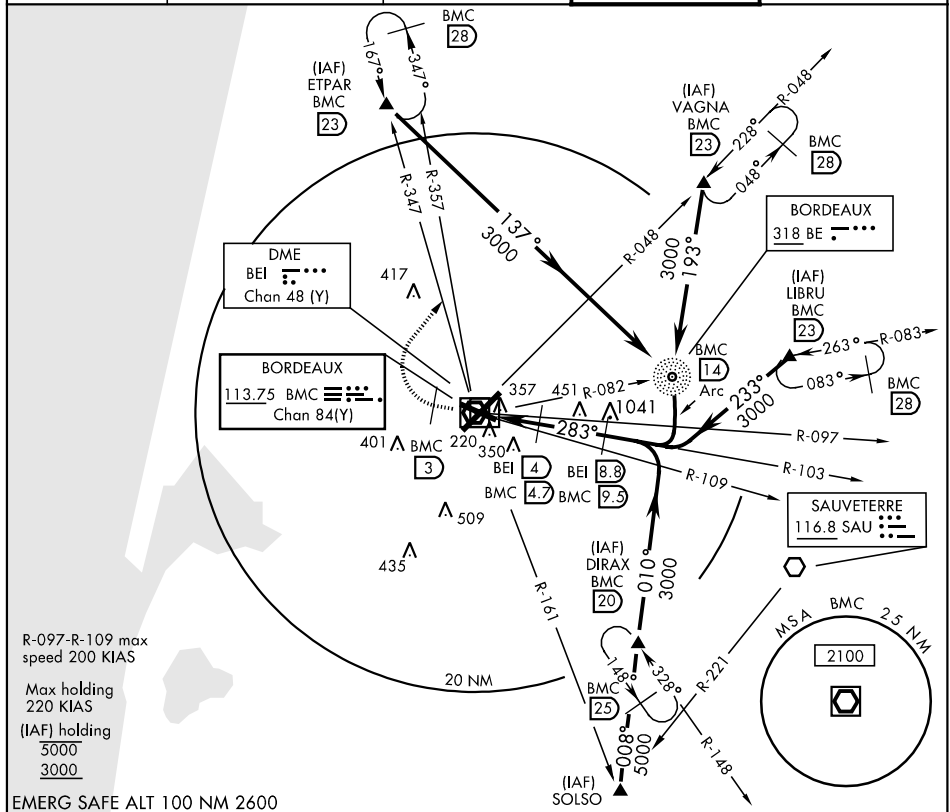 BMC
28
167°
347°
(IAF)
ETPAR
BMC
23
R-347
R-357
137°
3000
(IAF)
VAGNA
BMC
23
228°
048°
R-048
BMC
28
R-048
3000
193°
BORDEAUX
318 BE
DME
BEI
Chan 48 (Y)
417
BORDEAUX
113.75 BMC
Chan 84(Y)
(IAF)
LIBRU
BMC
23
263°
R-083
083°
BMC
28
BMC
14
Arc
233°
3000
357
451
R-082
1041
283°
401
BMC
3
220
350
BEI 4
BMC 4.7
BEI 8.8
BMC 9.5
R-097
R-103
R-109
509
435
SAUVETERRE
116.8 SAU
(IAF)
DIRAX
BMC
20
010°
3000
R-161
20 NM
148°
328°
BMC
25
008°
5000
R-221
R-148
(IAF)
SOLSO
MSA BMC 25 NM
2100
R-097-R-109 max
speed 200 KIAS
Max holding
220 KIAS
(IAF) holding
5000
3000
EMERG SAFE ALT 100 NM 2600